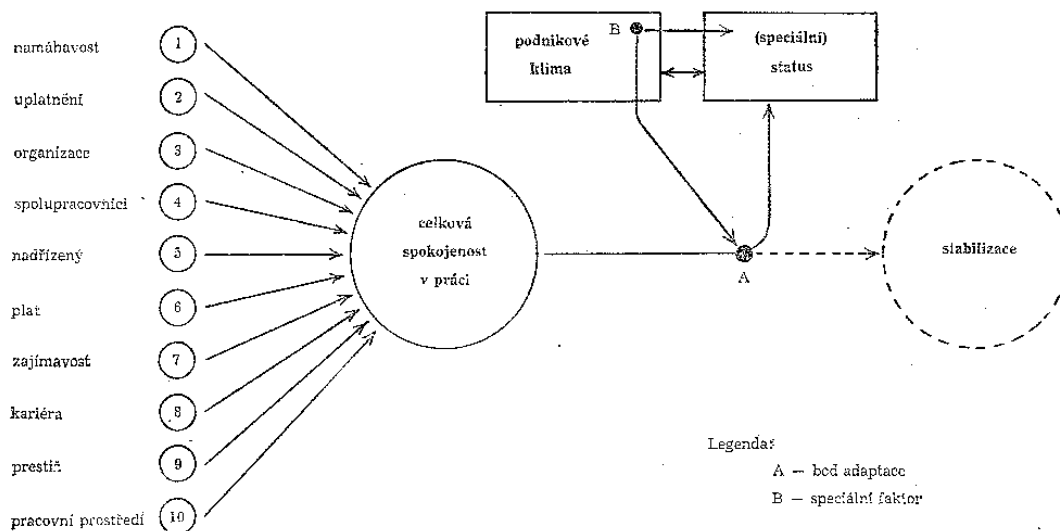 namáhavost 1
uplatnění 2
organizace 3
spolupracovníci 4
nadřízený 5
plat 6
zajímavost 7
kariéra 8
prestiž 9
pracovní prostředí 10
celková
spokojenost
v práci
podnikové
klima
B
(speciální)
status
A
stabilizace
Legenda:
A — bod adaptace
B — speciální faktor